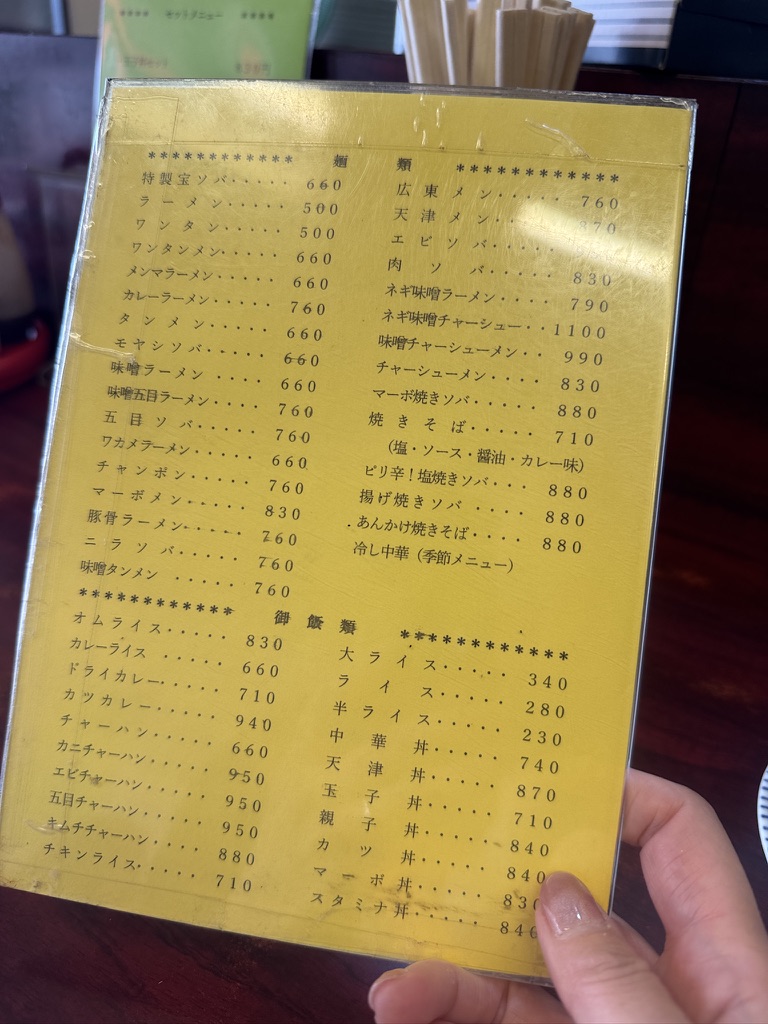 **** セットメニュー ****
************ 麺 類 ************
特製宝ソバ・・・・・ 660
ラーメン・・・・・ 500
ワンタン・・・・・ 500
ワンタンメン・・・・・ 660
メンマラーメン・・・・・ 660
カレーラーメン・・・・ 760
タンメン・・・・・ 660
モヤシソバ・・・・・ 660
味噌ラーメン ・・・・ 660
味噌五目ラーメン・・・・ 760
五目ソバ・・・・・ 760
ワカメラーメン・・・・ 660
チャンポン・・・・・ 760
マーボメン・・・・・ 830
豚骨ラーメン・・・・・ 760
ニラソバ・・・・・ 760
味噌タンメン ・・・・・ 760
広東メン・・・・・ 760
天津メン・・・・・ 870
エビソバ・・・・・
肉ソバ・・・・・ 830
ネギ味噌ラーメン・・・・ 790
ネギ味噌チャーシュー・・1100
味噌チャーシューメン・・ 990
チャーシューメン・・・・ 830
マーボ焼きソバ・・・・ 880
焼きそば・・・・・ 710
(塩・ソース・醤油・カレー味)
ピリ辛!塩焼きソバ・・・ 880
揚げ焼きソバ ・・・・ 880
あんかけ焼きそば・・・・ 880
冷し中華(季節メニュー)
************ 御飯類 ************
オムライス・・・・・ 830
カレーライス ・・・・・ 660
ドライカレー・・・・・ 710
カツカレー・・・・・ 940
チャーハン・・・・・ 660
カニチャーハン・・・・・ 950
エビチャーハン・・・・・ 950
五目チャーハン・・・・・ 950
キムチチャーハン・・・・ 880
チキンライス・・・・・ 710
大ライス・・・・・ 340
ライス・・・・・ 280
半ライス・・・・・ 230
中華丼・・・・・ 740
天津丼・・・・・ 870
玉子丼・・・・・ 710
親子丼・・・・・ 840
カツ丼・・・・・ 840
マーボ丼・・・・・ 830
スタミナ丼・・・・・ 840